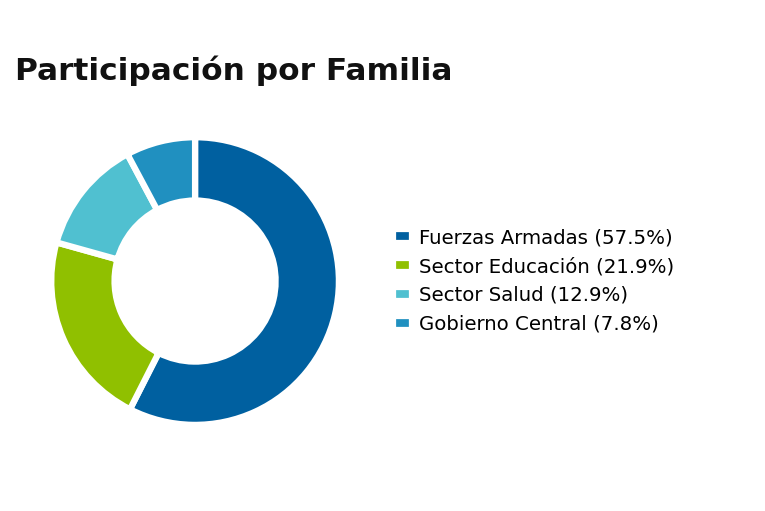 Participación por Familia
Fuerzas Armadas (57.5%)
Sector Educación (21.9%)
Sector Salud (12.9%)
Gobierno Central (7.8%)